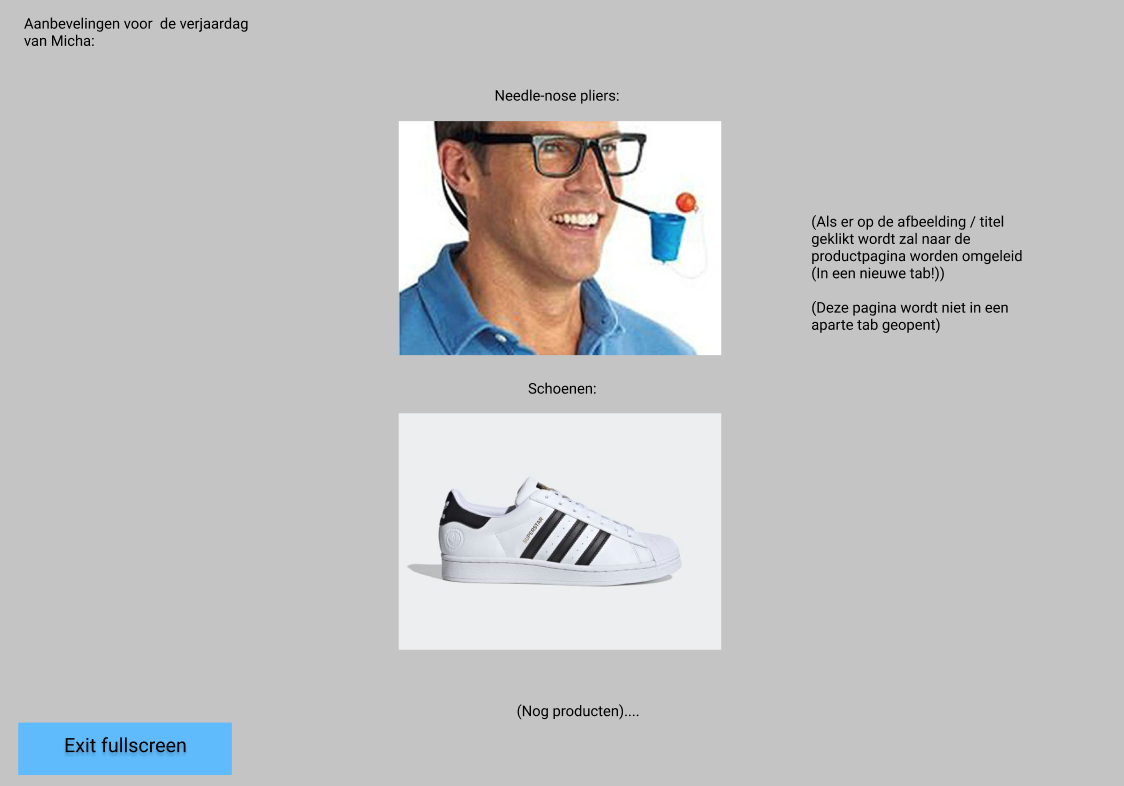 Aanbevelingen voor  de verjaardag
van Micha:
Needle-nose pliers:
(Als er op de afbeelding / titel
geklikt wordt zal naar de
productpagina worden omgeleid
(In een nieuwe tab!))
(Deze pagina wordt niet in een
aparte tab geopent)
Schoenen:
SUPERSTAR
(Nog producten)....
Exit fullscreen